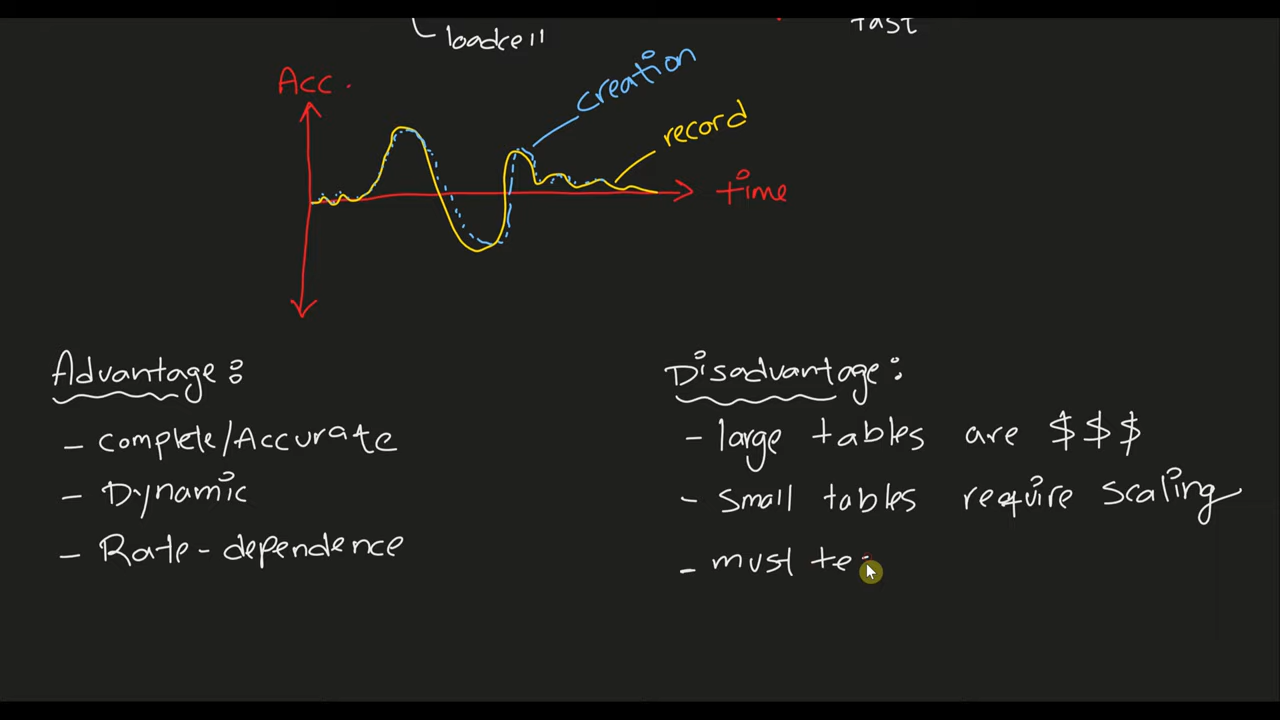 loadcell
fast
Acc.
creation
record
time
Advantage:
Disadvantage:
- Complete/Accurate
- large tables are $$$
- Dynamic
- small tables require scaling
- Rate-dependence
- must te